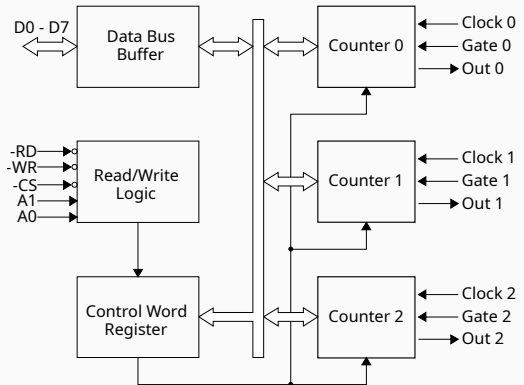 D0 - D7
Data Bus
Buffer
Counter 0
Clock 0
Gate 0
Out 0
-RD
-WR
-CS
A1
A0
Read/Write
Logic
Counter 1
Clock 1
Gate 1
Out 1
Control Word
Register
Counter 2
Clock 2
Gate 2
Out 2